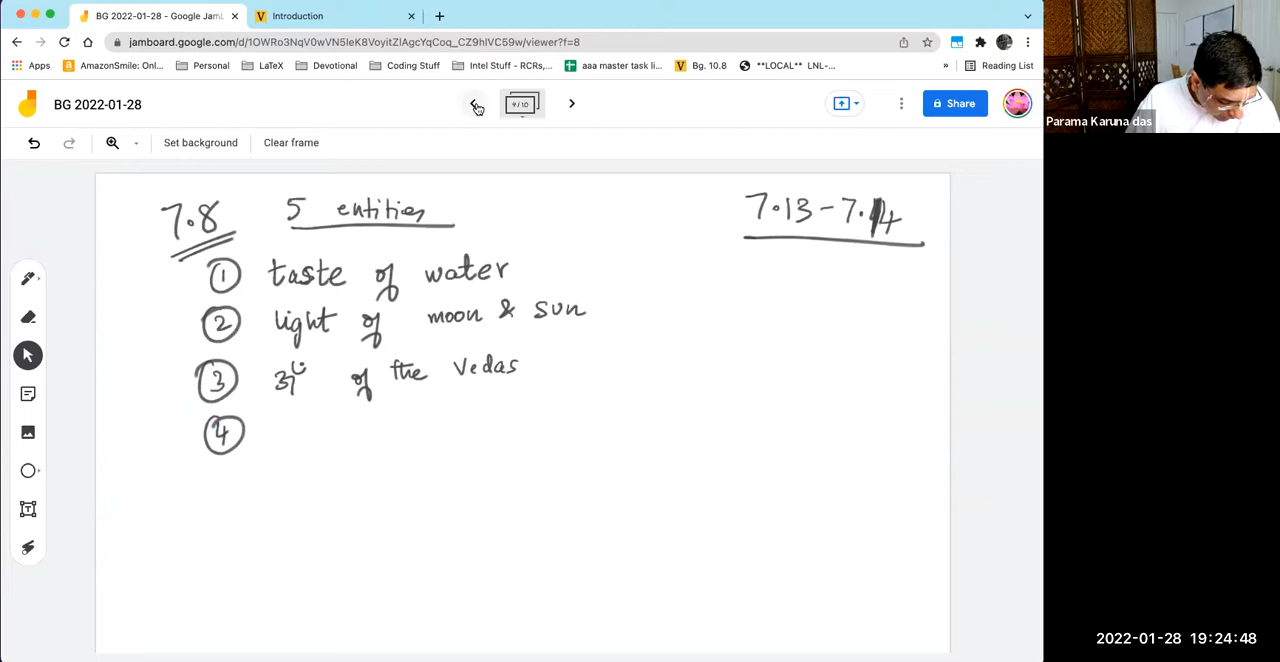 BG 2022-01-28 - Google Jam
Introduction
jamboard.google.com/d/1OWRo3NqV0wVN5leK8VoyitZlAgcYqCoq_CZ9hlVC59w/viewer?f=8
Apps AmazonSmile: Onl... Personal LaTeX Devotional Coding Stuff Intel Stuff - RCRs,... aaa master task li... Bg. 10.8 **LOCAL** LNL-... » Reading List
BG 2022-01-28
9/10
Share
Parama Karuna das
Set background Clear frame
7.8 5 entities 7.13-7.14
① taste of water
② light of moon & sun
③ of the Vedas
④
2022-01-28 19:24:48